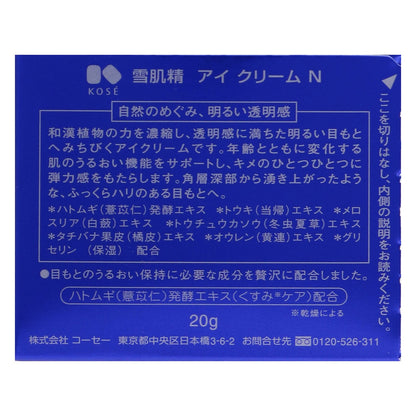 KOSÉ
雪肌精 アイ クリーム N
自然のめぐみ、明るい透明感
和漢植物の力を濃縮し、透明感に満ちた明るい目もと
へみちびくアイクリームです。年齢とともに変化する
肌のうるおい機能をサポートし、キメのひとつひとつに
弾力感をもたらします。角層深部から湧き上がったよう
な、ふっくらハリのある目もとへ。
*ハトムギ(薏苡仁)発酵エキス *トウキ(当帰)エキス *メロ
スリア(白蘞)エキス *トウチュウカソウ(冬虫夏草)エキス
*タチバナ果皮(橘皮)エキス *オウレン(黄連)エキス *グリ
セリン (保湿) 配合
●目もとのうるおい保持に必要な成分を贅沢に配合しました。
ハトムギ(薏苡仁)発酵エキス(くすみ※ケア)配合
※乾燥による
20g
株式会社 コーセー 東京都中央区日本橋3-6-2 お問合せ先 0120-526-311
ここを切りはなし、内側の説明をお読みください。